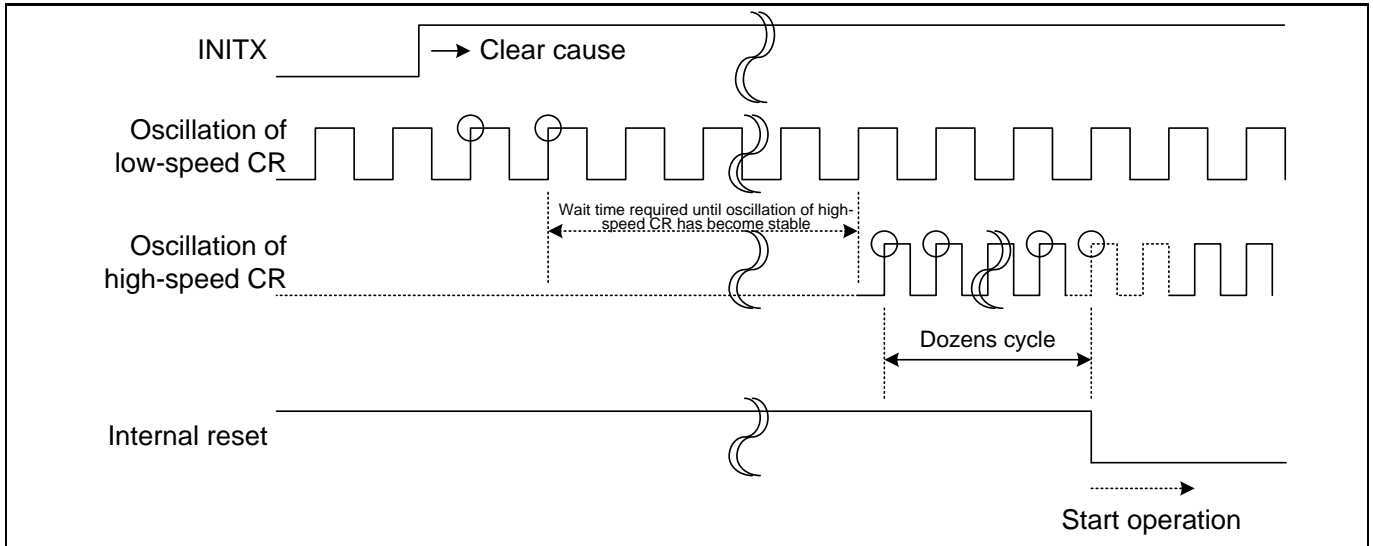 INITX
Clear cause
Oscillation of
low-speed CR
Wait time required until oscillation of high-
speed CR has become stable
Oscillation of
high-speed CR
Dozens cycle
Internal reset
Start operation